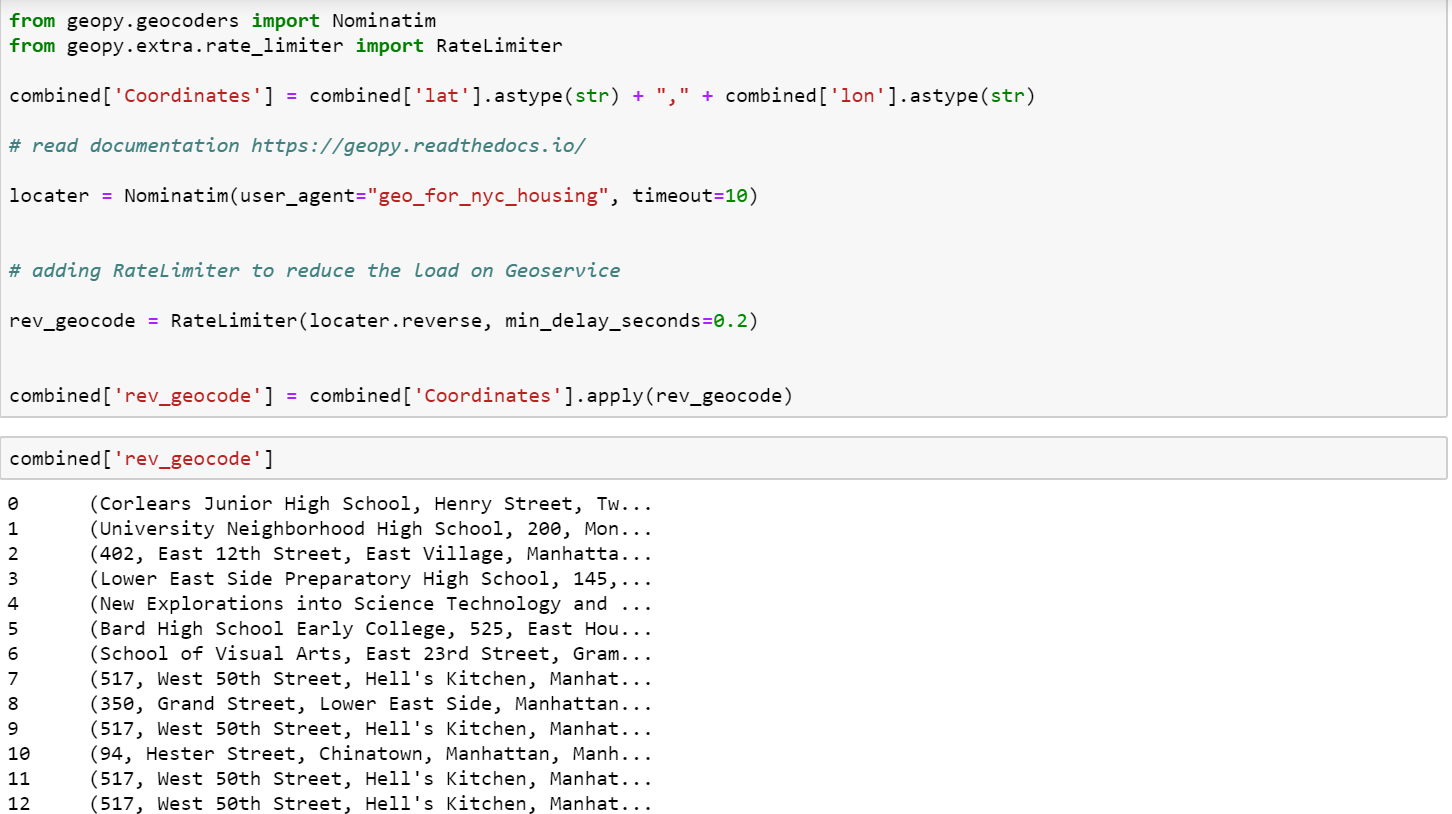 from geopy.geocoders import Nominatim
from geopy.extra.rate_limiter import RateLimiter
combined['Coordinates'] = combined['lat'].astype(str) + "," + combined['lon'].astype(str)
# read documentation https://geopy.readthedocs.io/
locater = Nominatim(user_agent="geo_for_nyc_housing", timeout=10)
# adding RateLimiter to reduce the load on Geoservice
rev_geocode = RateLimiter(locater.reverse, min_delay_seconds=0.2)
combined['rev_geocode'] = combined['Coordinates'].apply(rev_geocode)
combined['rev_geocode']
0 (Corlears Junior High School, Henry Street, Tw...
1 (University Neighborhood High School, 200, Mon...
2 (402, East 12th Street, East Village, Manhatta...
3 (Lower East Side Preparatory High School, 145,...
4 (New Explorations into Science Technology and ...
5 (Bard High School Early College, 525, East Hou...
6 (School of Visual Arts, East 23rd Street, Gram...
7 (517, West 50th Street, Hell's Kitchen, Manhat...
8 (350, Grand Street, Lower East Side, Manhattan...
9 (517, West 50th Street, Hell's Kitchen, Manhat...
10 (94, Hester Street, Chinatown, Manhattan, Manh...
11 (517, West 50th Street, Hell's Kitchen, Manhat...
12 (517, West 50th Street, Hell's Kitchen, Manhat...